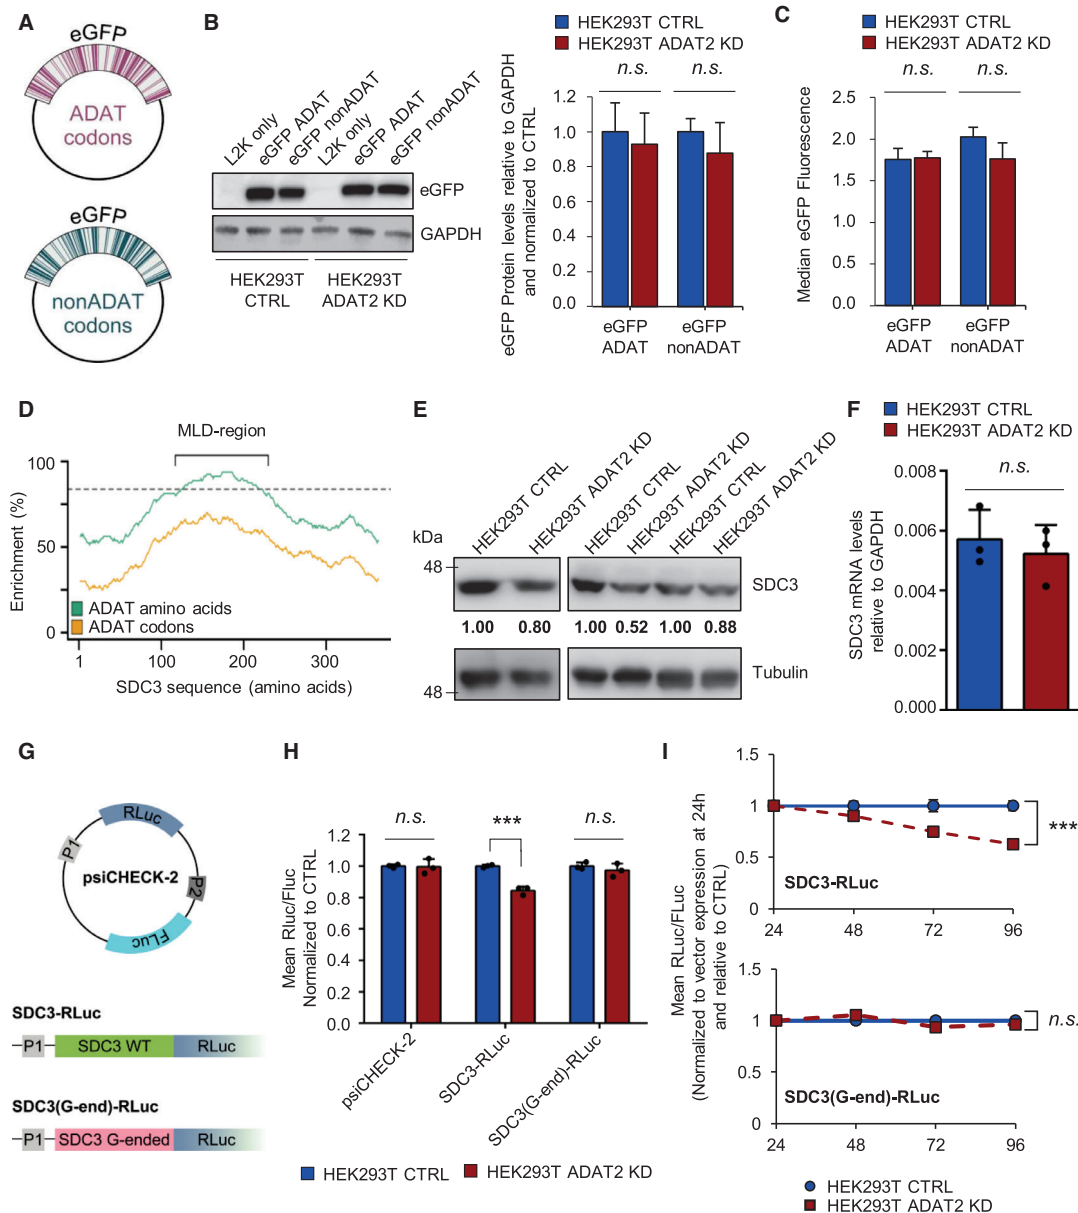 A
eGFP
ADAT
codons
eGFP
nonADAT
codons
B
L2K only
eGFP ADAT
eGFP nonADAT
L2K only
eGFP ADAT
eGFP nonADAT
eGFP
GAPDH
HEK293T
CTRL
HEK293T
ADAT2 KD
HEK293T CTRL
HEK293T ADAT2 KD
n.s.
n.s.
eGFP Protein levels relative to GAPDH
and normalized to CTRL
1.2
1.0
0.8
0.6
0.4
0.2
0.0
eGFP
ADAT
eGFP
nonADAT
C
HEK293T CTRL
HEK293T ADAT2 KD
n.s.
n.s.
Median eGFP Fluorescence
2.5
2.0
1.5
1.0
0.5
0.0
eGFP
ADAT
eGFP
nonADAT
D
MLD-region
Enrichment (%)
100
50
0
ADAT amino acids
ADAT codons
1
100
200
300
SDC3 sequence (amino acids)
E
HEK293T CTRL
HEK293T ADAT2 KD
HEK293T CTRL
HEK293T ADAT2 KD
HEK293T CTRL
HEK293T ADAT2 KD
kDa
48
SDC3
1.00 0.80 1.00 0.52 1.00 0.88
48
Tubulin
F
HEK293T CTRL
HEK293T ADAT2 KD
n.s.
SDC3 mRNA levels
relative to GAPDH
0.008
0.006
0.004
0.002
0.000
G
RLuc
P1
psiCHECK-2
P2
FLuc
SDC3-RLuc
P1 SDC3 WT RLuc
SDC3(G-end)-RLuc
P1 SDC3 G-ended RLuc
H
n.s.
***
n.s.
Mean Rluc/Fluc
Normalized to CTRL
1.2
1.0
0.8
0.6
0.4
0.2
0.0
psiCHECK-2
SDC3-RLuc
SDC3(G-end)-RLuc
HEK293T CTRL
HEK293T ADAT2 KD
I
Mean RLuc/FLuc
(Normalized to vector expression at 24h
and relative to CTRL)
1.5
1
0.5
0
***
SDC3-RLuc
24 48 72 96
1.5
1
0.5
0
n.s.
SDC3(G-end)-RLuc
24 48 72 96
HEK293T CTRL
HEK293T ADAT2 KD